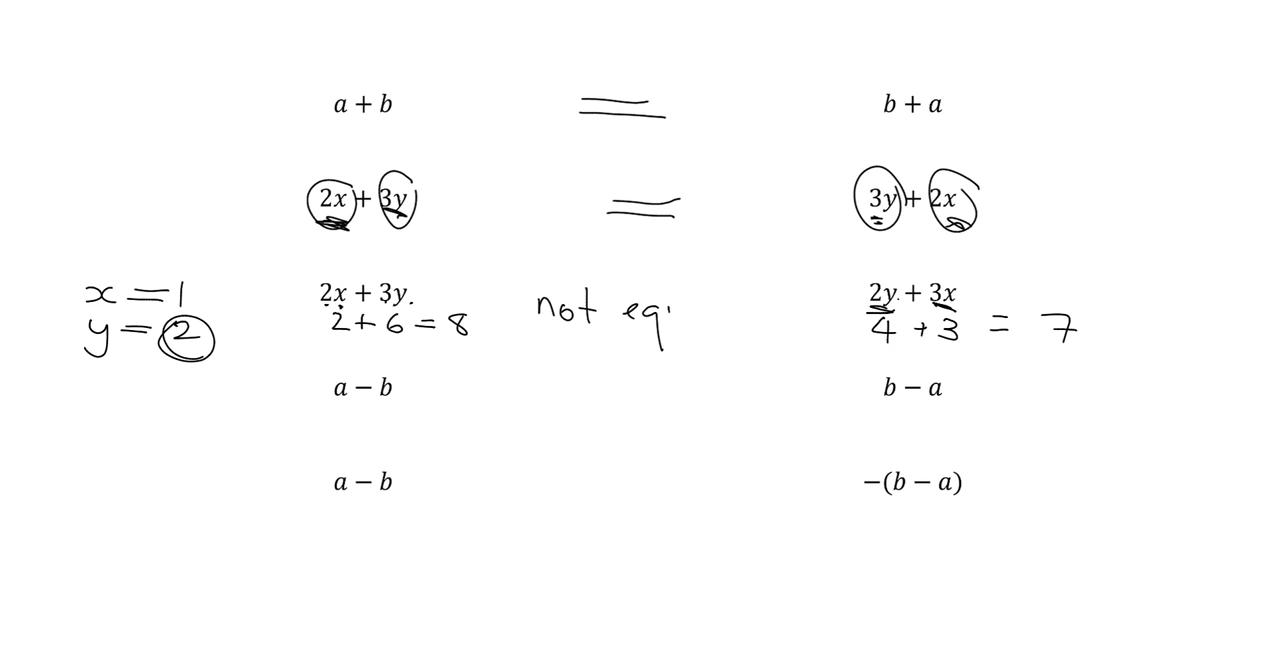 a + b = b + a
2x + 3y = 3y + 2x
x = 1 2x + 3y. not eq 2y. + 3x
y = 2 2 + 6 = 8 4 + 3 = 7
a − b b − a
a − b −(b − a)